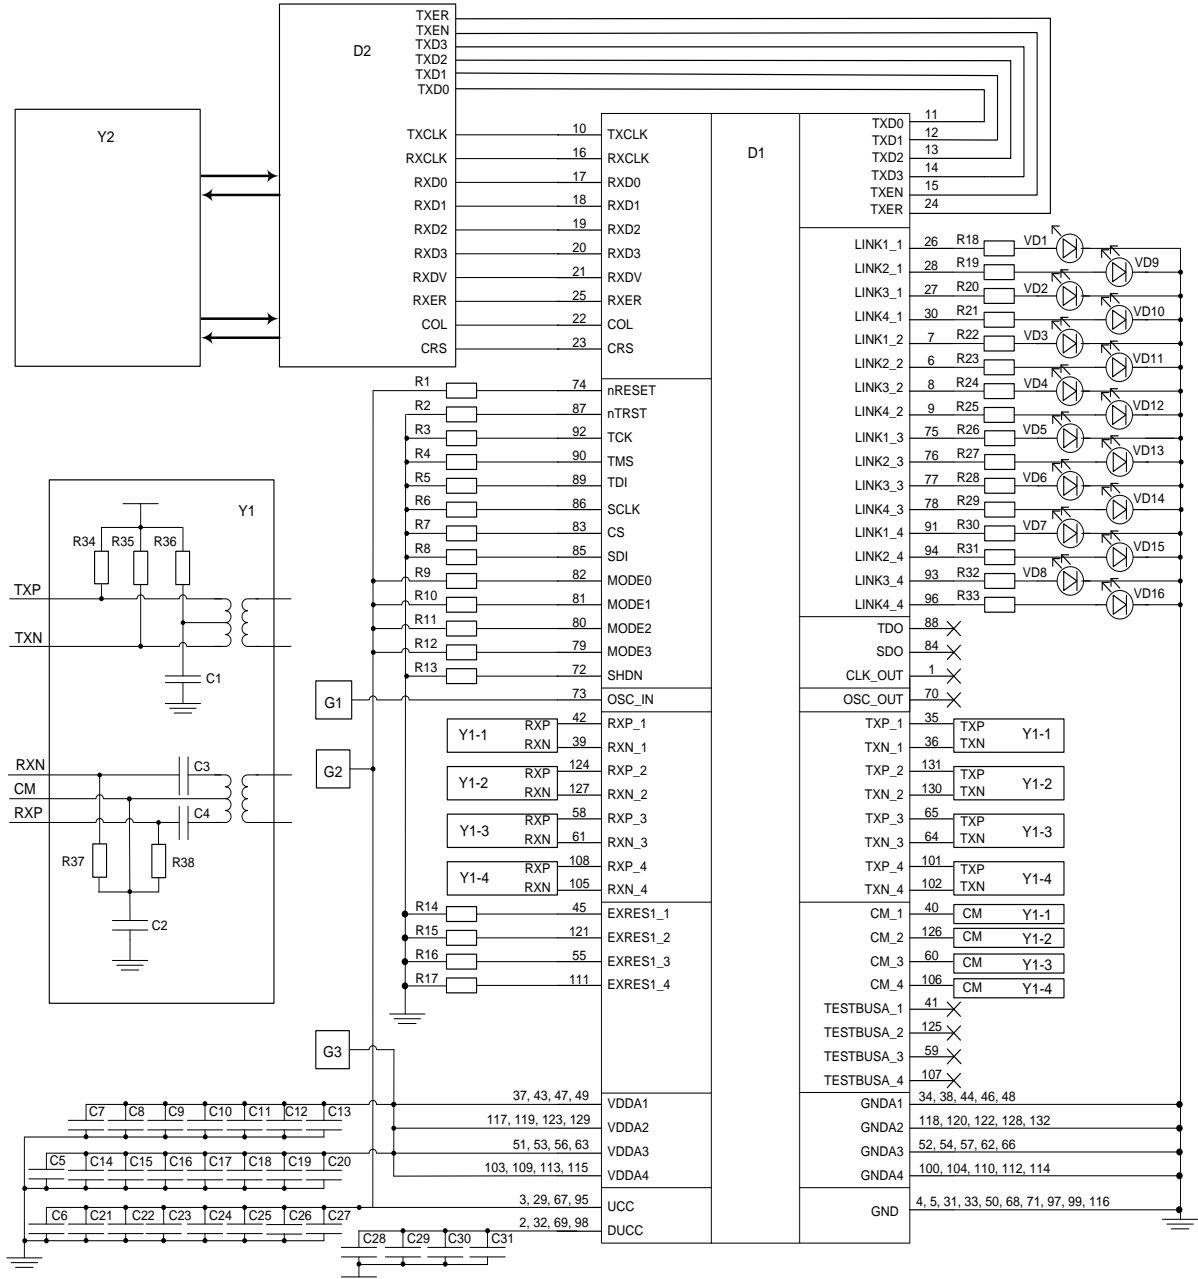 TXER
TXEN
TXD3
TXD2
TXD1
TXD0
D2
Y2
TXCLK
RXCLK
RXD0
RXD1
RXD2
RXD3
RXDV
RXER
COL
CRS
10 TXCLK
16 RXCLK
17 RXD0
18 RXD1
19 RXD2
20 RXD3
21 RXDV
25 RXER
22 COL
23 CRS
D1
TXD0 11
TXD1 12
TXD2 13
TXD3 14
TXEN 15
TXER 24
LINK1_1 26 R18 VD1
LINK2_1 28 R19 VD9
LINK3_1 27 R20 VD2
LINK4_1 30 R21 VD10
LINK1_2 7 R22 VD3
LINK2_2 6 R23 VD11
LINK3_2 8 R24 VD4
LINK4_2 9 R25 VD12
LINK1_3 75 R26 VD5
LINK2_3 76 R27 VD13
LINK3_3 77 R28 VD6
LINK4_3 78 R29 VD14
LINK1_4 91 R30 VD7
LINK2_4 94 R31 VD15
LINK3_4 93 R32 VD8
LINK4_4 96 R33 VD16
TDO 88
SDO 84
CLK_OUT 1
OSC_OUT 70
R1 74 nRESET
R2 87 nTRST
R3 92 TCK
R4 90 TMS
R5 89 TDI
R6 86 SCLK
R7 83 CS
R8 85 SDI
R9 82 MODE0
R10 81 MODE1
R11 80 MODE2
R12 79 MODE3
R13 72 SHDN
G1 73 OSC_IN
G2
Y1
R34 R35 R36
TXP
TXN
C1
RXN
CM
RXP
C3
C4
R37 R38
C2
Y1-1 RXP 42 RXP_1
RXN 39 RXN_1
Y1-2 RXP 124 RXP_2
RXN 127 RXN_2
Y1-3 RXP 58 RXP_3
RXN 61 RXN_3
Y1-4 RXP 108 RXP_4
RXN 105 RXN_4
TXP_1 35 TXP Y1-1
TXN_1 36 TXN
TXP_2 131 TXP Y1-2
TXN_2 130 TXN
TXP_3 65 TXP Y1-3
TXN_3 64 TXN
TXP_4 101 TXP Y1-4
TXN_4 102 TXN
R14 45 EXRES1_1
R15 121 EXRES1_2
R16 55 EXRES1_3
R17 111 EXRES1_4
CM_1 40 CM Y1-1
CM_2 126 CM Y1-2
CM_3 60 CM Y1-3
CM_4 106 CM Y1-4
TESTBUSA_1 41
TESTBUSA_2 125
TESTBUSA_3 59
TESTBUSA_4 107
G3
37, 43, 47, 49 VDDA1
117, 119, 123, 129 VDDA2
51, 53, 56, 63 VDDA3
103, 109, 113, 115 VDDA4
3, 29, 67, 95 UCC
2, 32, 69, 98 DUCC
GNDA1 34, 38, 44, 46, 48
GNDA2 118, 120, 122, 128, 132
GNDA3 52, 54, 57, 62, 66
GNDA4 100, 104, 110, 112, 114
GND 4, 5, 31, 33, 50, 68, 71, 97, 99, 116
C7 C8 C9 C10 C11 C12 C13
C5 C14 C15 C16 C17 C18 C19 C20
C6 C21 C22 C23 C24 C25 C26 C27
C28 C29 C30 C31